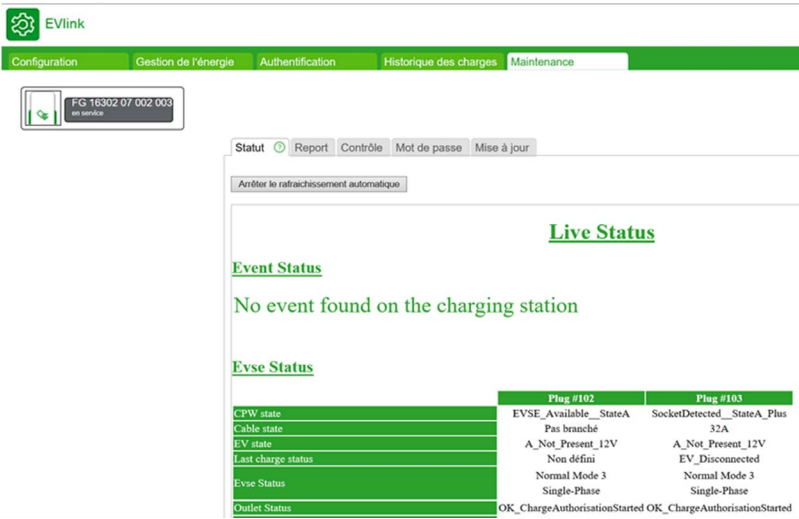 EVlink
Configuration Gestion de l'énergie Authentification Historique des charges Maintenance
FG 16302 07 002 003
en service
Statut ? Report Contrôle Mot de passe Mise à jour
Arrêter le rafraichissement automatique
Live Status
Event Status
No event found on the charging station
Evse Status
Plug #102 Plug #103
CPW state EVSE_Available__StateA SocketDetected__StateA_Plus
Cable state Pas branché 32A
EV state A_Not_Present_12V A_Not_Present_12V
Last charge status Non défini EV_Disconnected
Evse Status Normal Mode 3 Normal Mode 3
Single-Phase Single-Phase
Outlet Status OK_ChargeAuthorisationStarted OK_ChargeAuthorisationStarted